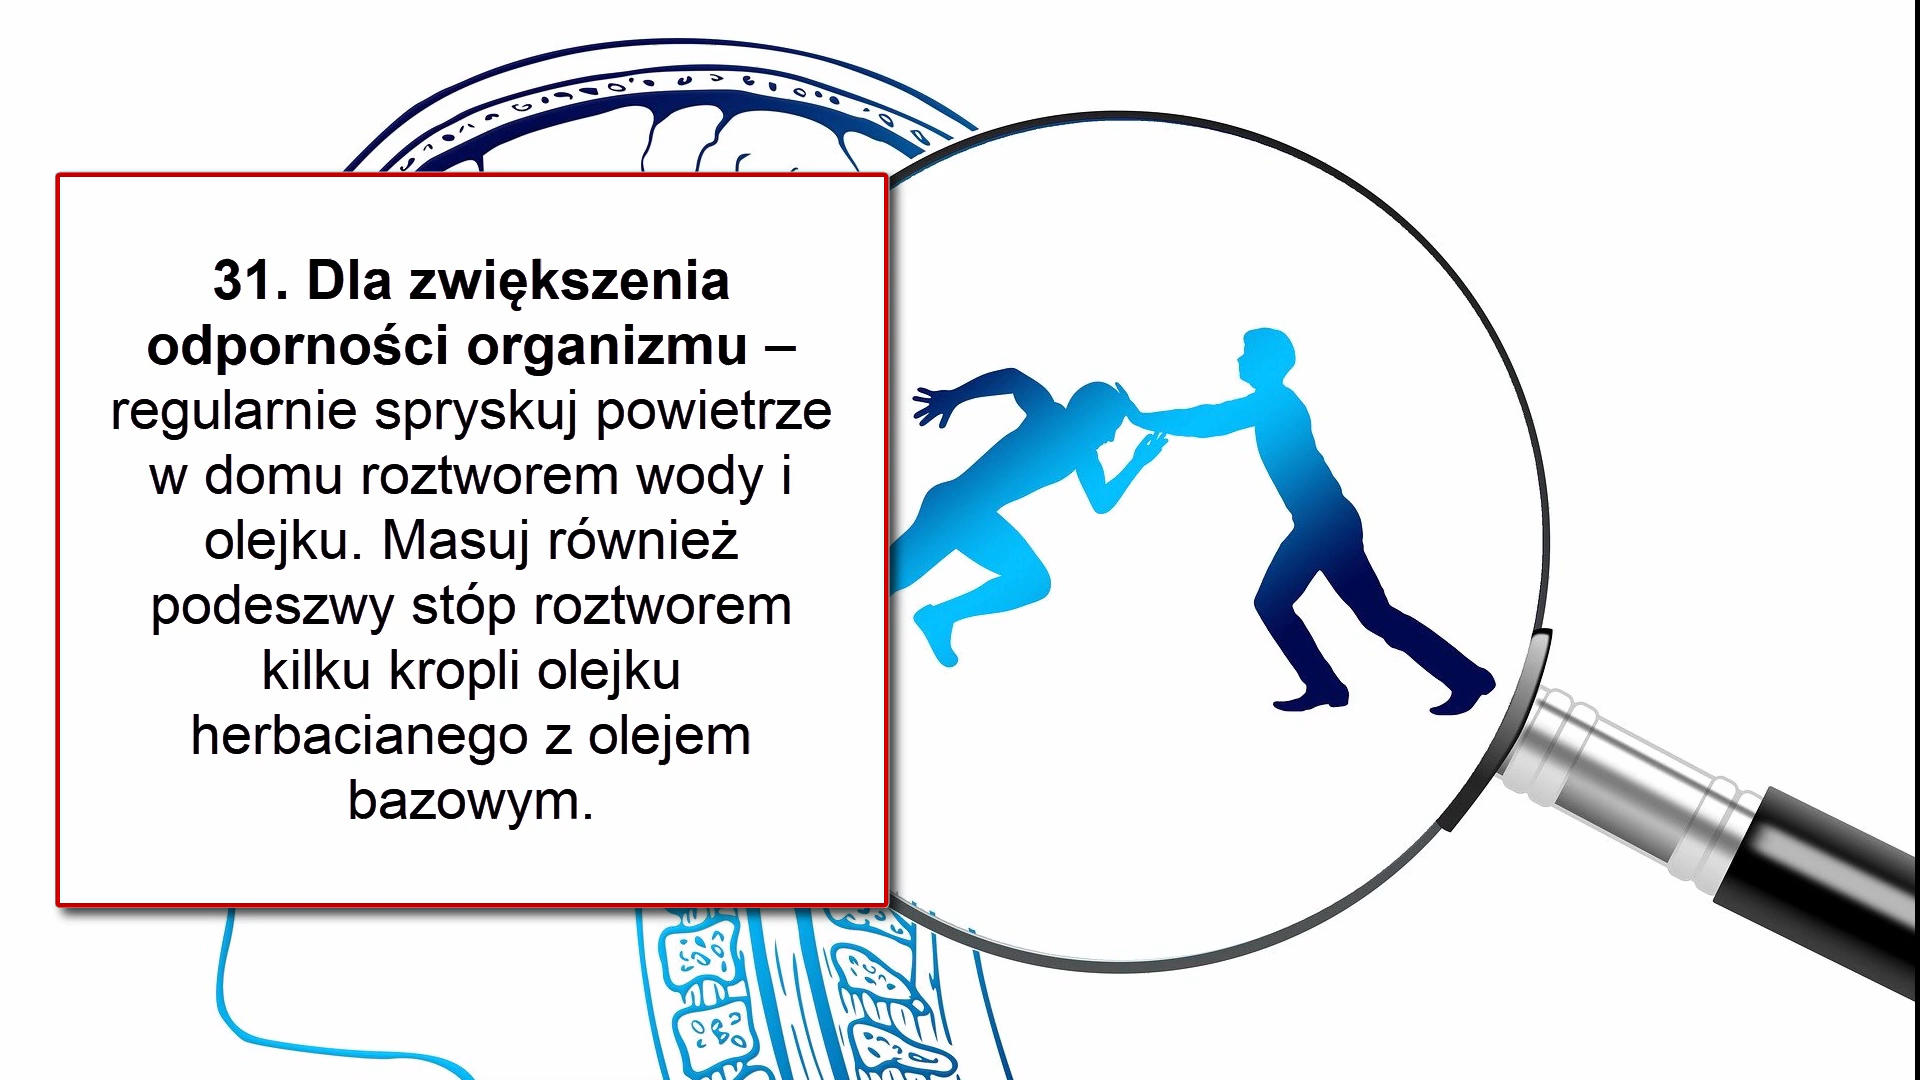 31. Dla zwiększenia
odporności organizmu –
regularnie spryskuj powietrze
w domu roztworem wody i
olejku. Masuj również
podeszwy stóp roztworem
kilku kropli olejku
herbacianego z olejem
bazowym.